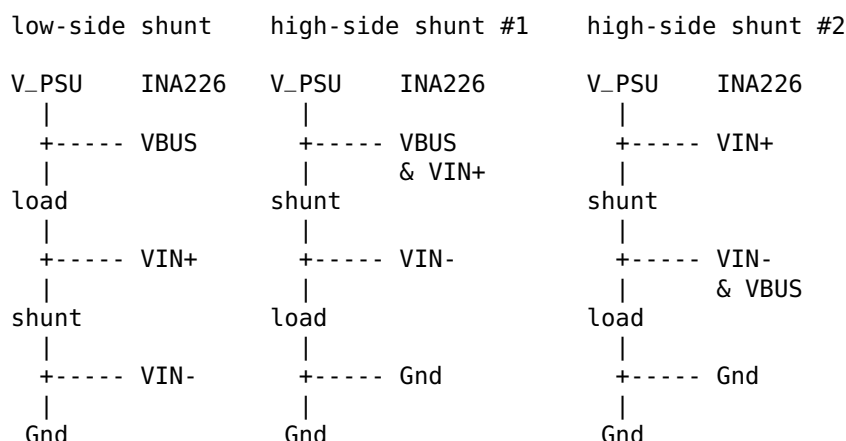 low-side shunt    high-side shunt #1    high-side shunt #2
V_PSU    INA226    V_PSU    INA226    V_PSU    INA226
|    |    |
+----- VBUS    +----- VBUS    +----- VIN+
|    | & VIN+    |
load    shunt    shunt
|    |    |
+----- VIN+    +----- VIN-    +----- VIN-
|    |    | & VBUS
shunt    load    load
|    |    |
+----- VIN-    +----- Gnd    +----- Gnd
|    |    |
Gnd    Gnd    Gnd